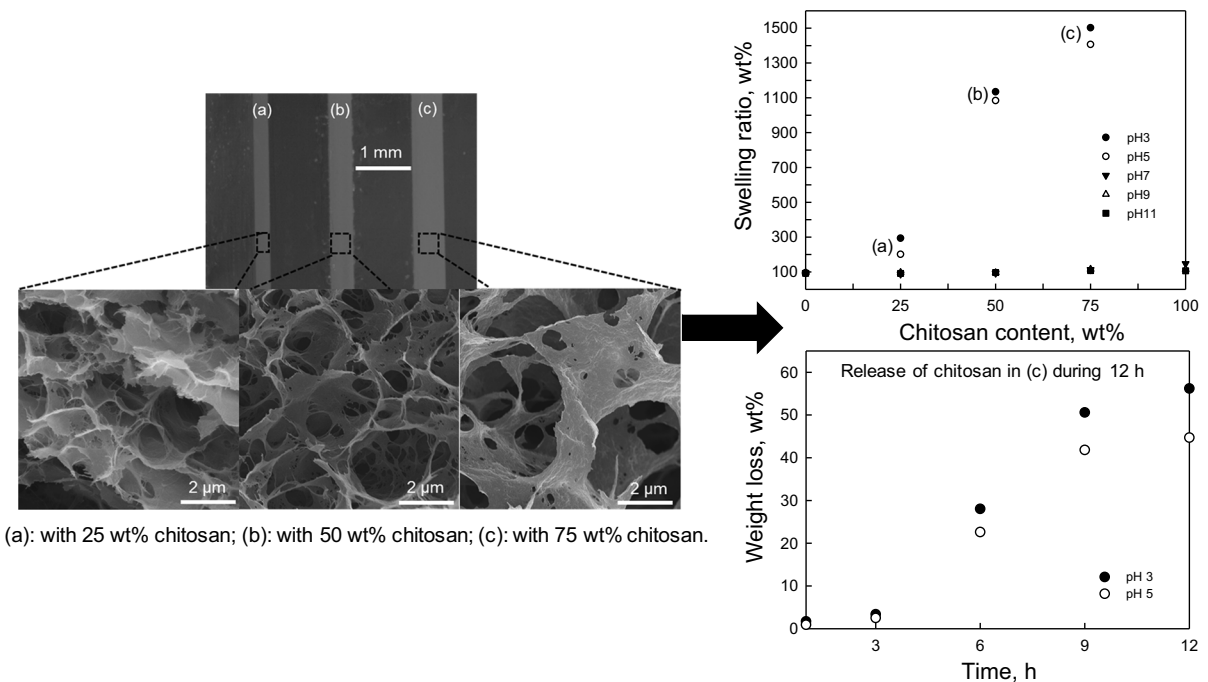 (a)
(b)
(c)
1 mm
2 μm
2 μm
2 μm
(a): with 25 wt% chitosan; (b): with 50 wt% chitosan; (c): with 75 wt% chitosan.
Swelling ratio, wt%
1500
1300
1100
900
700
500
300
100
(a)
(b)
(c)
pH3
pH5
pH7
pH9
pH11
0
25
50
75
100
Chitosan content, wt%
Release of chitosan in (c) during 12 h
Weight loss, wt%
60
50
40
30
20
10
0
pH 3
pH 5
3
6
9
12
Time, h